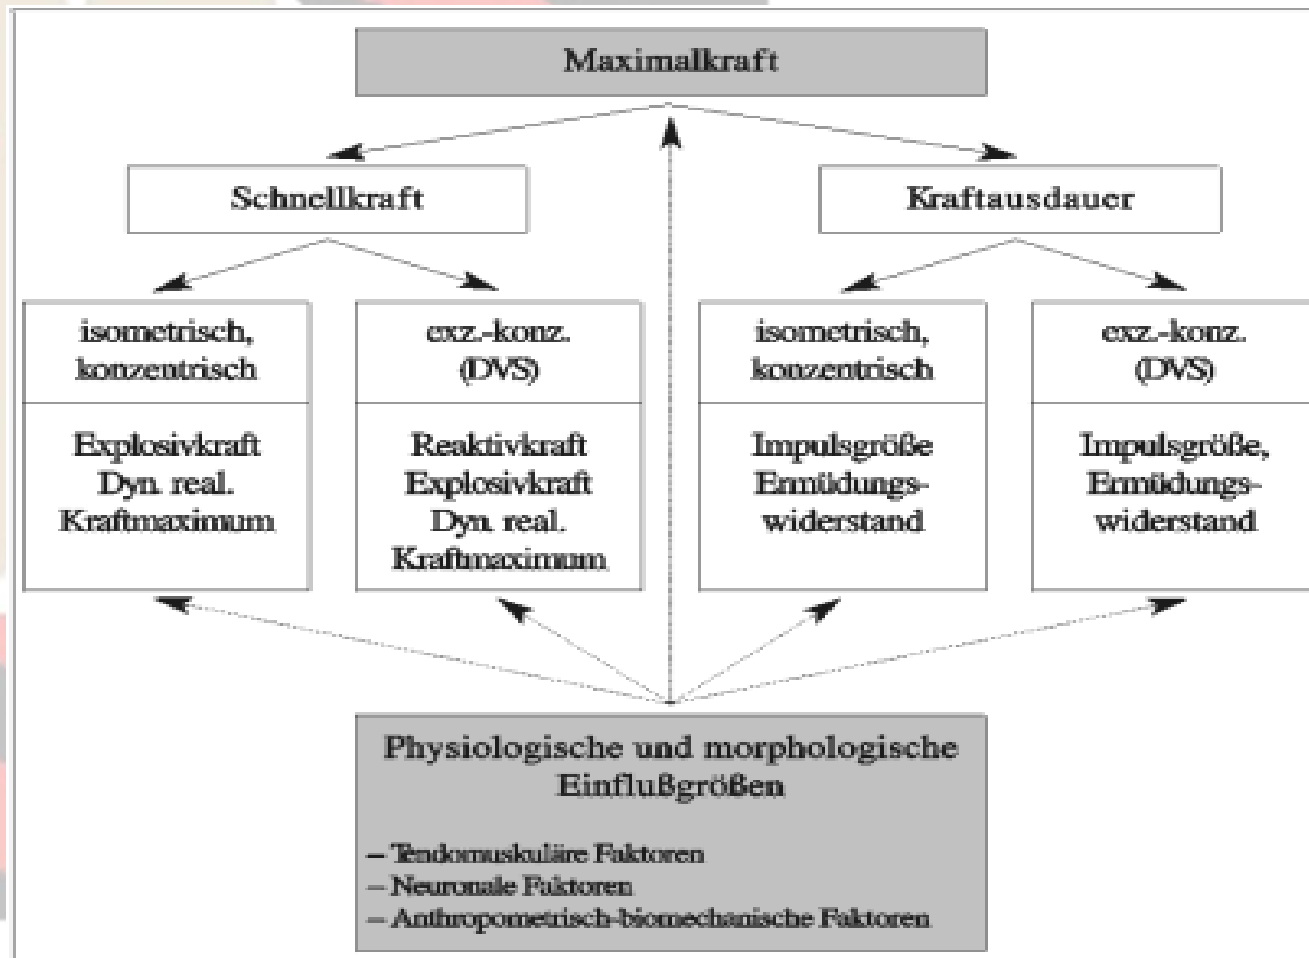 Maximalkraft
Schnellkraft
Kraftausdauer
isometrisch,
konzentrisch
Explosivkraft
Dyn. real.
Kraftmaximum
exz.-konz.
(DVS)
Reaktivkraft
Explosivkraft
Dyn. real.
Kraftmaximum
isometrisch,
konzentrisch
Impulsgröße
Ermüdungs-
widerstand
exz.-konz.
(DVS)
Impulsgröße,
Ermüdungs-
widerstand
Physiologische und morphologische
Einflußgrößen
– Tendomuskuläre Faktoren
– Neuronale Faktoren
– Anthropometrisch-biomechanische Faktoren